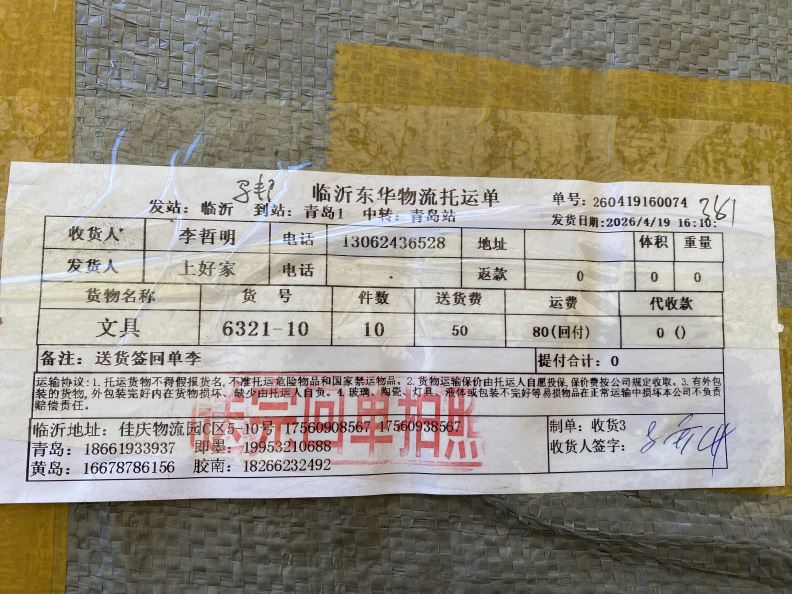 临沂东华物流托运单
单号: 260419160074 361
发站: 临沂 到站: 青岛1 中转: 青岛站
发货日期:2026/4/19 16:10:
收货人 李哲明 电话 13062436528 地址 体积 重量
发货人 上好家 电话 . 返款 0 0 0
货物名称 货 号 件数 送货费 运费 代收款
文具 6321-10 10 50 80(回付) 0 ()
备注: 送货签回单李 提付合计: 0
运输协议: 1. 托运货物不得假报货名, 不准托运危险物品和国家禁运物品。2. 货物运输保价由托运人自愿投保, 保价费按公司规定收取。3. 有外包
装的货物, 外包装完好内在货物损坏、缺少由托运人自负。4. 玻璃、陶瓷、灯具、液体或包装不完好等易损物品在正常运输中损坏本公司不负责
赔偿责任。
临沂地址: 佳庆物流园C区5-10号 17560908567 17560938567
青岛: 18661933937 即墨: 19953210688
黄岛: 16678786156 胶南: 18266232492
制单: 收货3
收货人签字:
回单拍照